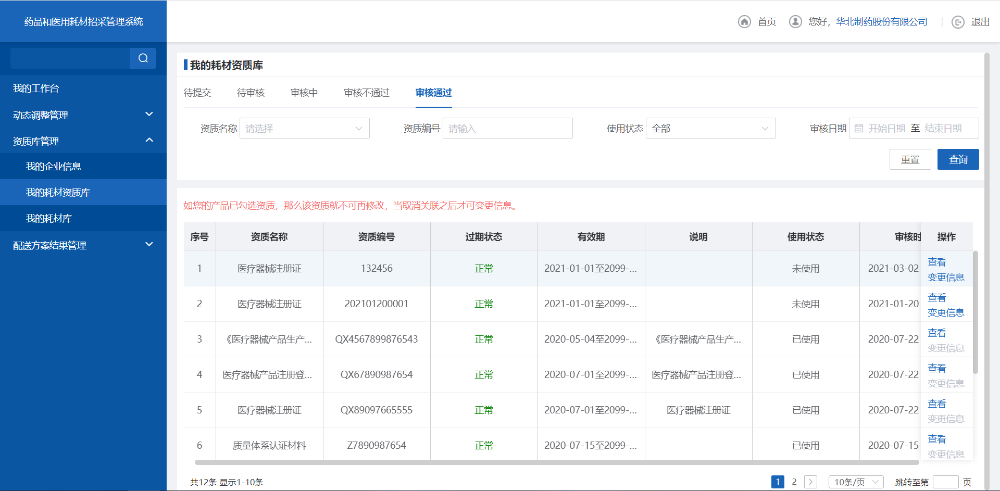 药品和医用耗材招采管理系统
首页 您好，华北制药股份有限公司 退出
我的工作台
动态调整管理
资质库管理
我的企业信息
我的耗材资质库
我的耗材库
配送方案结果管理
我的耗材资质库
待提交 待审核 审核中 审核不通过 审核通过
资质名称 请选择 资质编号 请输入 使用状态 全部 审核日期 开始日期 至 结束日期
重置 查询
如您的产品已勾选资质，那么该资质就不可再修改，当取消关联之后才可变更信息。
序号 资质名称 资质编号 过期状态 有效期 说明 使用状态 审核时 操作
1 医疗器械注册证 132456 正常 2021-01-01至2099-... 未使用 2021-03-02 查看
变更信息
2 医疗器械注册证 202101200001 正常 2021-01-01至2099-... 未使用 2021-01-20 查看
变更信息
3 《医疗器械产品生产... QX4567899876543 正常 2020-05-04至2099-... 《医疗器械产品生产... 已使用 2020-07-22 查看
变更信息
4 医疗器械产品注册登... QX67890987654 正常 2020-07-01至2099-... 医疗器械产品注册登... 已使用 2020-07-22 查看
变更信息
5 医疗器械注册证 QX89097665555 正常 2020-07-01至2099-... 医疗器械注册证 已使用 2020-07-22 查看
变更信息
6 质量体系认证材料 Z7890987654 正常 2020-07-15至2099-... 已使用 2020-07-15 查看
变更信息
共12条 显示1-10条 1 2 10条/页 跳转至第 页